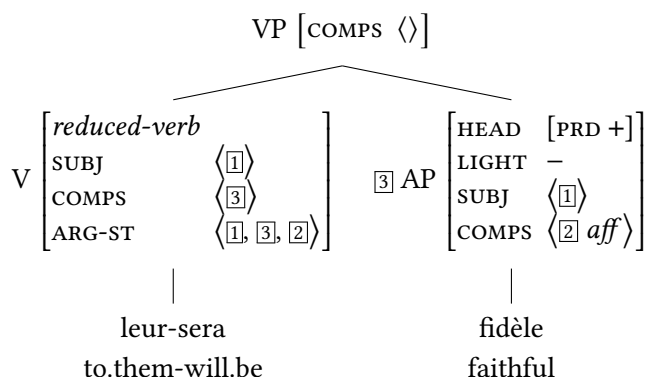 VP [COMPS ⟨⟩]
V [reduced-verb
SUBJ ⟨[1]⟩
COMPS ⟨[3]⟩
ARG-ST ⟨[1], [3], [2]⟩]
[3] AP [HEAD [PRD +]
LIGHT −
SUBJ ⟨[1]⟩
COMPS ⟨[2] aff⟩]
leur-sera
to.them-will.be
fidèle
faithful